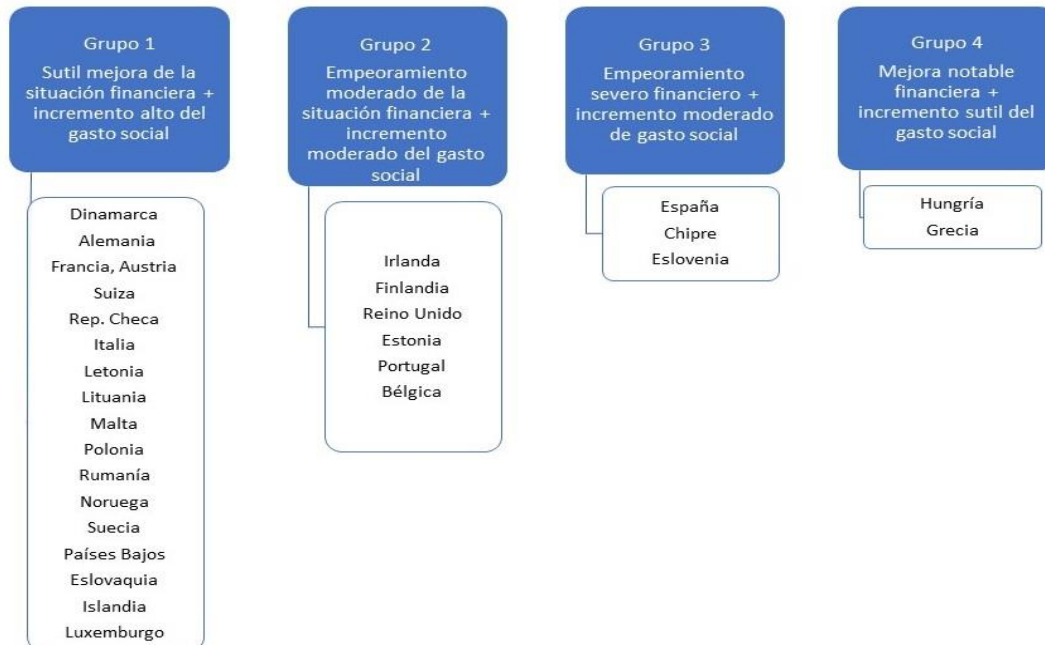 Grupo 1
Sutil mejora de la
situación financiera +
incremento alto del
gasto social
Dinamarca
Alemania
Francia, Austria
Suiza
Rep. Checa
Italia
Letonia
Lituania
Malta
Polonia
Rumanía
Noruega
Suecia
Países Bajos
Eslovaquia
Islandia
Luxemburgo
Grupo 2
Empeoramiento
moderado de la
situación financiera +
incremento
moderado del gasto
social
Irlanda
Finlandia
Reino Unido
Estonia
Portugal
Bélgica
Grupo 3
Empeoramiento
severo financiero +
incremento moderado
de gasto social
España
Chipre
Eslovenia
Grupo 4
Mejora notable
financiera +
incremento sutil del
gasto social
Hungría
Grecia